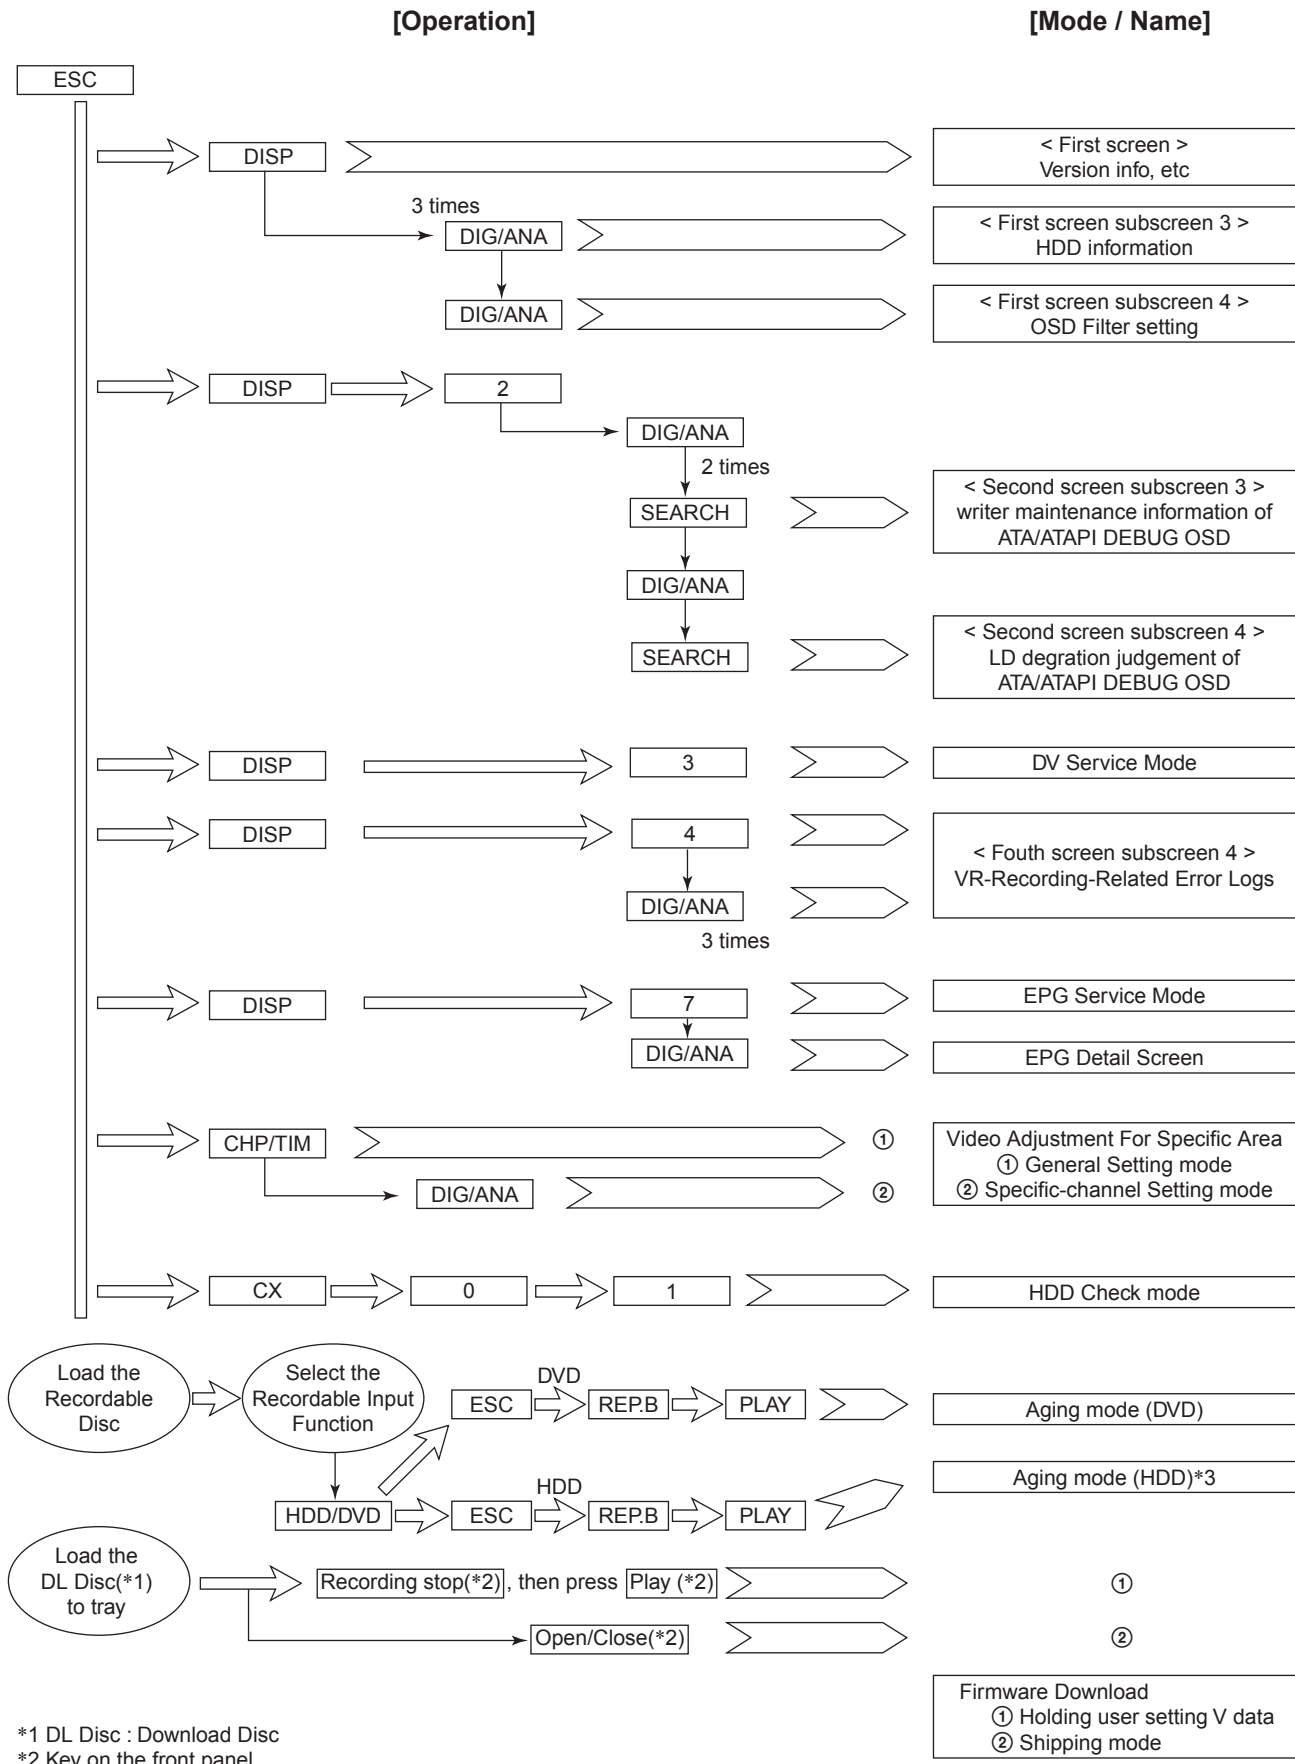 [Operation]
[Mode / Name]
ESC
DISP
< First screen >
Version info, etc
3 times
DIG/ANA
< First screen subscreen 3 >
HDD information
DIG/ANA
< First screen subscreen 4 >
OSD Filter setting
DISP
2
DIG/ANA
2 times
SEARCH
< Second screen subscreen 3 >
writer maintenance information of
ATA/ATAPI DEBUG OSD
DIG/ANA
SEARCH
< Second screen subscreen 4 >
LD degration judgement of
ATA/ATAPI DEBUG OSD
DISP
3
DV Service Mode
DISP
4
DIG/ANA
3 times
< Fouth screen subscreen 4 >
VR-Recording-Related Error Logs
DISP
7
EPG Service Mode
DIG/ANA
EPG Detail Screen
CHP/TIM
①
DIG/ANA
②
Video Adjustment For Specific Area
① General Setting mode
② Specific-channel Setting mode
CX
0
1
HDD Check mode
Load the
Recordable
Disc
Select the
Recordable Input
Function
DVD
ESC
REP.B
PLAY
Aging mode (DVD)
HDD/DVD
HDD
ESC
REP.B
PLAY
Aging mode (HDD)*3
Load the
DL Disc(*1)
to tray
Recording stop(*2), then press Play (*2)
①
Open/Close(*2)
②
Firmware Download
① Holding user setting V data
② Shipping mode
*1 DL Disc : Download Disc
*2 Key on the front panel